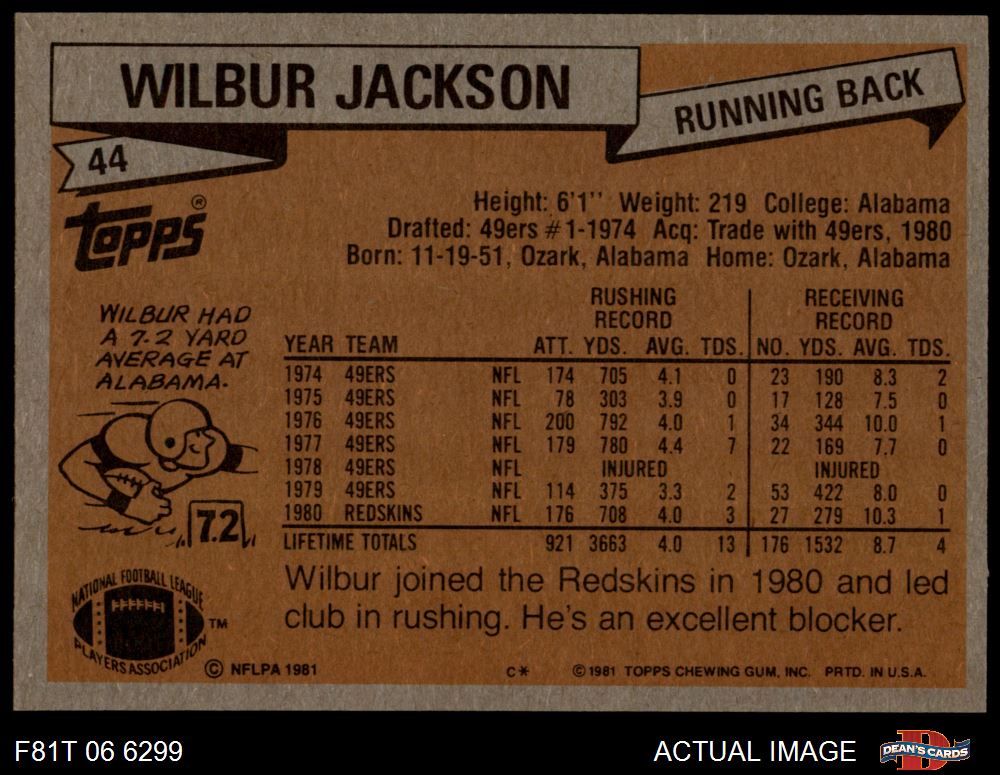 WILBUR JACKSON
RUNNING BACK
44
TOPPS®
Height: 6'1'' Weight: 219 College: Alabama
Drafted: 49ers #1-1974 Acq: Trade with 49ers, 1980
Born: 11-19-51, Ozark, Alabama Home: Ozark, Alabama
WILBUR HAD
A 7.2 YARD
AVERAGE AT
ALABAMA.
7.2
RUSHING RECEIVING
RECORD RECORD
YEAR TEAM ATT. YDS. AVG. TDS. NO. YDS. AVG. TDS.
1974 49ERS NFL 174 705 4.1 0 23 190 8.3 2
1975 49ERS NFL 78 303 3.9 0 17 128 7.5 0
1976 49ERS NFL 200 792 4.0 1 34 344 10.0 1
1977 49ERS NFL 179 780 4.4 7 22 169 7.7 0
1978 49ERS NFL INJURED INJURED
1979 49ERS NFL 114 375 3.3 2 53 422 8.0 0
1980 REDSKINS NFL 176 708 4.0 3 27 279 10.3 1
LIFETIME TOTALS 921 3663 4.0 13 176 1532 8.7 4
Wilbur joined the Redskins in 1980 and led
club in rushing. He's an excellent blocker.
NATIONAL FOOTBALL LEAGUE
PLAYERS ASSOCIATION
TM
© NFLPA 1981
C*
© 1981 TOPPS CHEWING GUM, INC. PRTD. IN U.S.A.
F81T 06 6299
ACTUAL IMAGE
D
DEAN'S CARDS